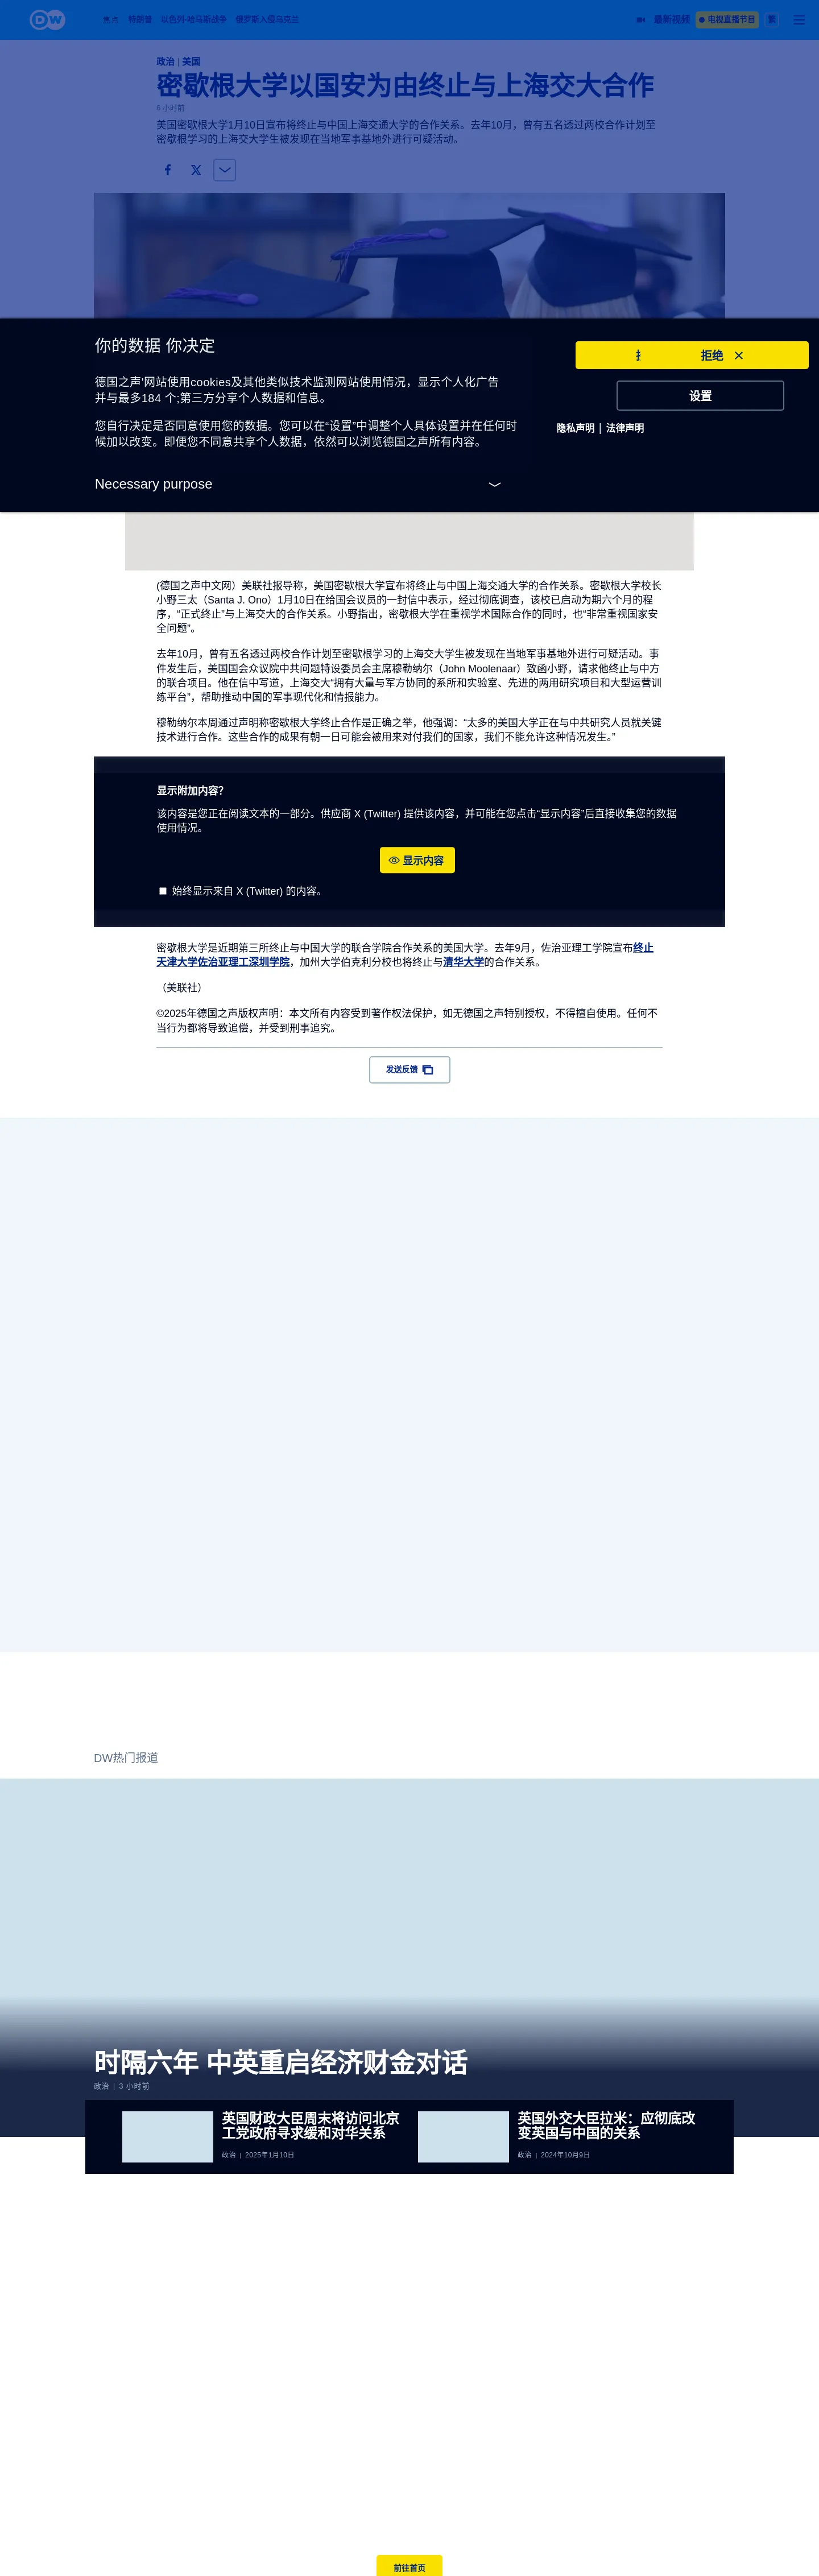 DW
焦点 特朗普 以色列-哈马斯战争 俄罗斯入侵乌克兰
最新视频 电视直播节目 繁
政治 | 美国
密歇根大学以国安为由终止与上海交大合作
6 小时前
美国密歇根大学1月10日宣布将终止与中国上海交通大学的合作关系。去年10月，曾有五名透过两校合作计划至
密歇根学习的上海交大学生被发现在当地军事基地外进行可疑活动。
你的数据 你决定
拒绝
德国之声'网站使用cookies及其他类似技术监测网站使用情况，显示个人化广告
并与最多184 个;第三方分享个人数据和信息。
设置
您自行决定是否同意使用您的数据。您可以在“设置”中调整个人具体设置并在任何时
候加以改变。即便您不同意共享个人数据，依然可以浏览德国之声所有内容。
隐私声明 | 法律声明
Necessary purpose
(德国之声中文网）美联社报导称，美国密歇根大学宣布将终止与中国上海交通大学的合作关系。密歇根大学校长
小野三太（Santa J. Ono）1月10日在给国会议员的一封信中表示，经过彻底调查，该校已启动为期六个月的程
序，“正式终止”与上海交大的合作关系。小野指出，密歇根大学在重视学术国际合作的同时，也“非常重视国家安
全问题”。
去年10月，曾有五名透过两校合作计划至密歇根学习的上海交大学生被发现在当地军事基地外进行可疑活动。事
件发生后，美国国会众议院中共问题特设委员会主席穆勒纳尔（John Moolenaar）致函小野，请求他终止与中方
的联合项目。他在信中写道，上海交大“拥有大量与军方协同的系所和实验室、先进的两用研究项目和大型运营训
练平台”，帮助推动中国的军事现代化和情报能力。
穆勒纳尔本周通过声明称密歇根大学终止合作是正确之举，他强调：“太多的美国大学正在与中共研究人员就关键
技术进行合作。这些合作的成果有朝一日可能会被用来对付我们的国家，我们不能允许这种情况发生。”
显示附加内容？
该内容是您正在阅读文本的一部分。供应商 X (Twitter) 提供该内容，并可能在您点击“显示内容”后直接收集您的数据
使用情况。
显示内容
始终显示来自 X (Twitter) 的内容。
密歇根大学是近期第三所终止与中国大学的联合学院合作关系的美国大学。去年9月，佐治亚理工学院宣布终止
天津大学佐治亚理工深圳学院，加州大学伯克利分校也将终止与清华大学的合作关系。
（美联社）
©2025年德国之声版权声明：本文所有内容受到著作权法保护，如无德国之声特别授权，不得擅自使用。任何不
当行为都将导致追偿，并受到刑事追究。
发送反馈
DW热门报道
时隔六年 中英重启经济财金对话
政治 | 3 小时前
英国财政大臣周末将访问北京
工党政府寻求缓和对华关系
政治 | 2025年1月10日
英国外交大臣拉米：应彻底改
变英国与中国的关系
政治 | 2024年10月9日
前往首页